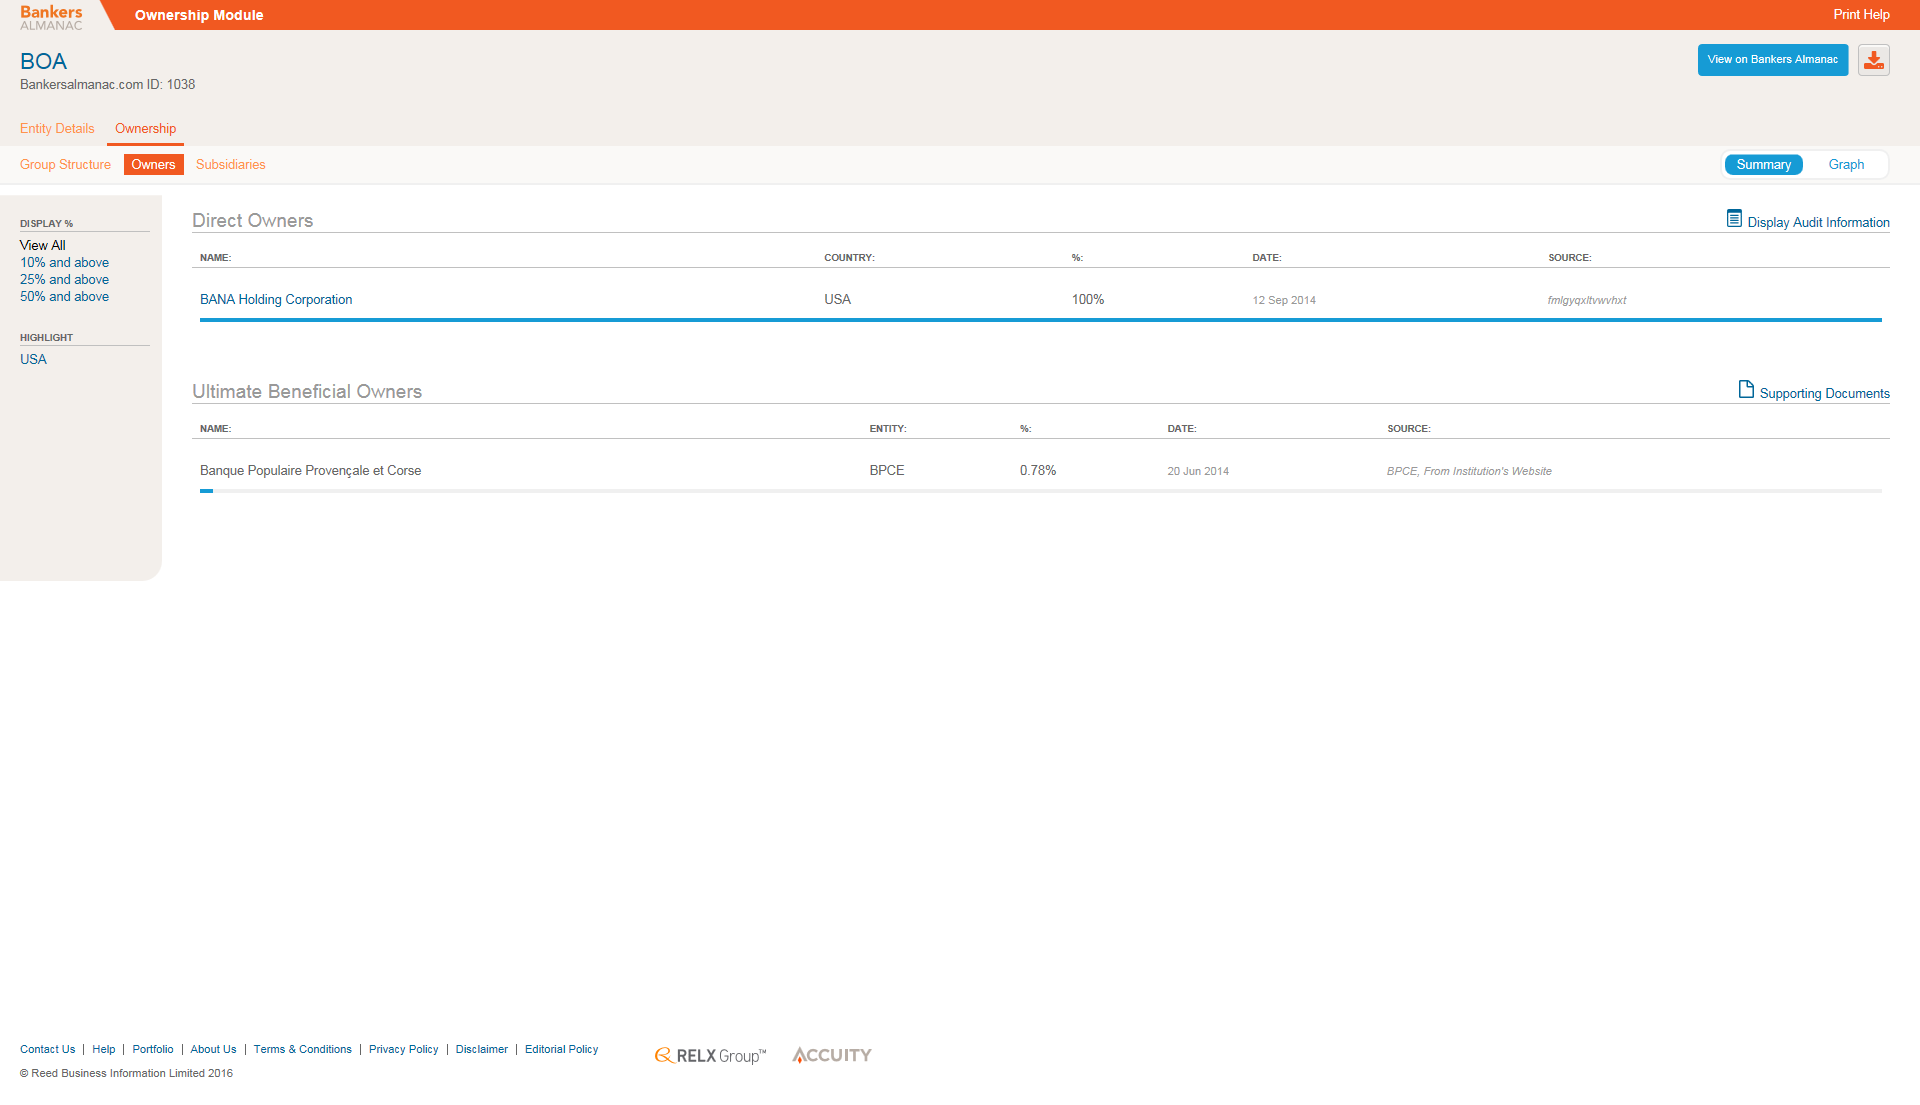 Bankers
ALMANAC
Ownership Module
Print Help
BOA
Bankersalmanac.com ID: 1038
View on Bankers Almanac
Entity Details Ownership
Group Structure Owners Subsidiaries
Summary Graph
DISPLAY %
View All
10% and above
25% and above
50% and above
HIGHLIGHT
USA
Direct Owners
Display Audit Information
NAME: COUNTRY: %: DATE: SOURCE:
BANA Holding Corporation USA 100% 12 Sep 2014 fmlgyqxltvwvhxt
Ultimate Beneficial Owners
Supporting Documents
NAME: ENTITY: %: DATE: SOURCE:
Banque Populaire Provençale et Corse BPCE 0.78% 20 Jun 2014 BPCE, From Institution's Website
Contact Us | Help | Portfolio | About Us | Terms & Conditions | Privacy Policy | Disclaimer | Editorial Policy
RELX Group™ ACCUITY
© Reed Business Information Limited 2016